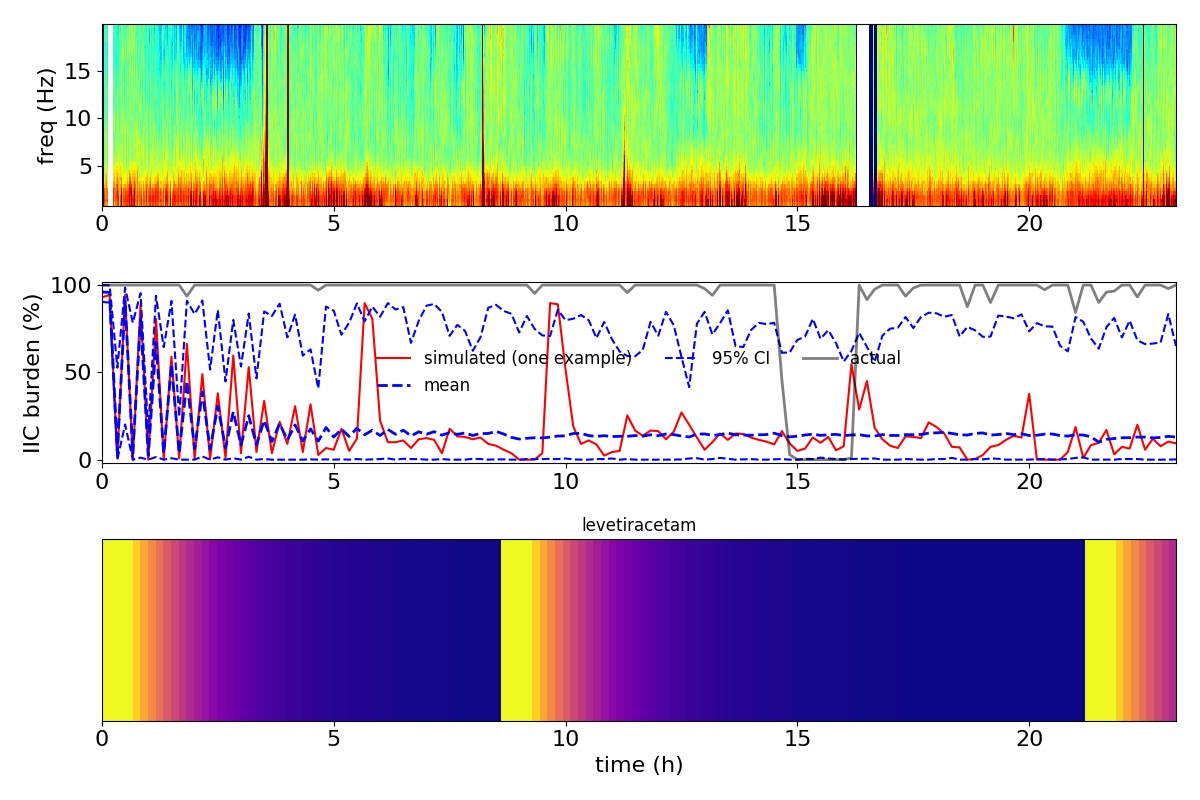 freq (Hz)
15
10
5
0 5 10 15 20
IIC burden (%)
100
50
0
simulated (one example) 95% CI actual
mean
0 5 10 15 20
levetiracetam
0 5 10 15 20
time (h)